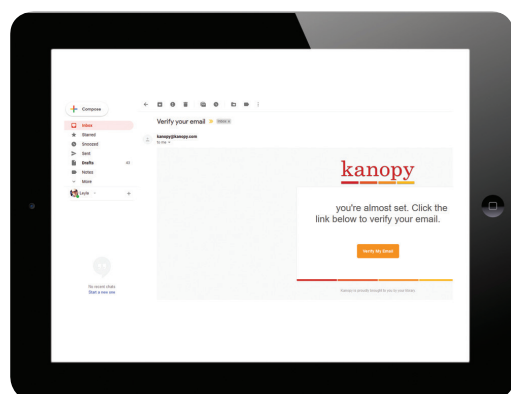 Compose
Inbox
Starred
Snoozed
Sent
Drafts
Notes
More
Leyla
No recent chats
Start a new one
Verify your email
Inbox x
kanopy@kanopy.com
to me
kanopy
you're almost set. Click the
link below to verify your email.
Verify My Email